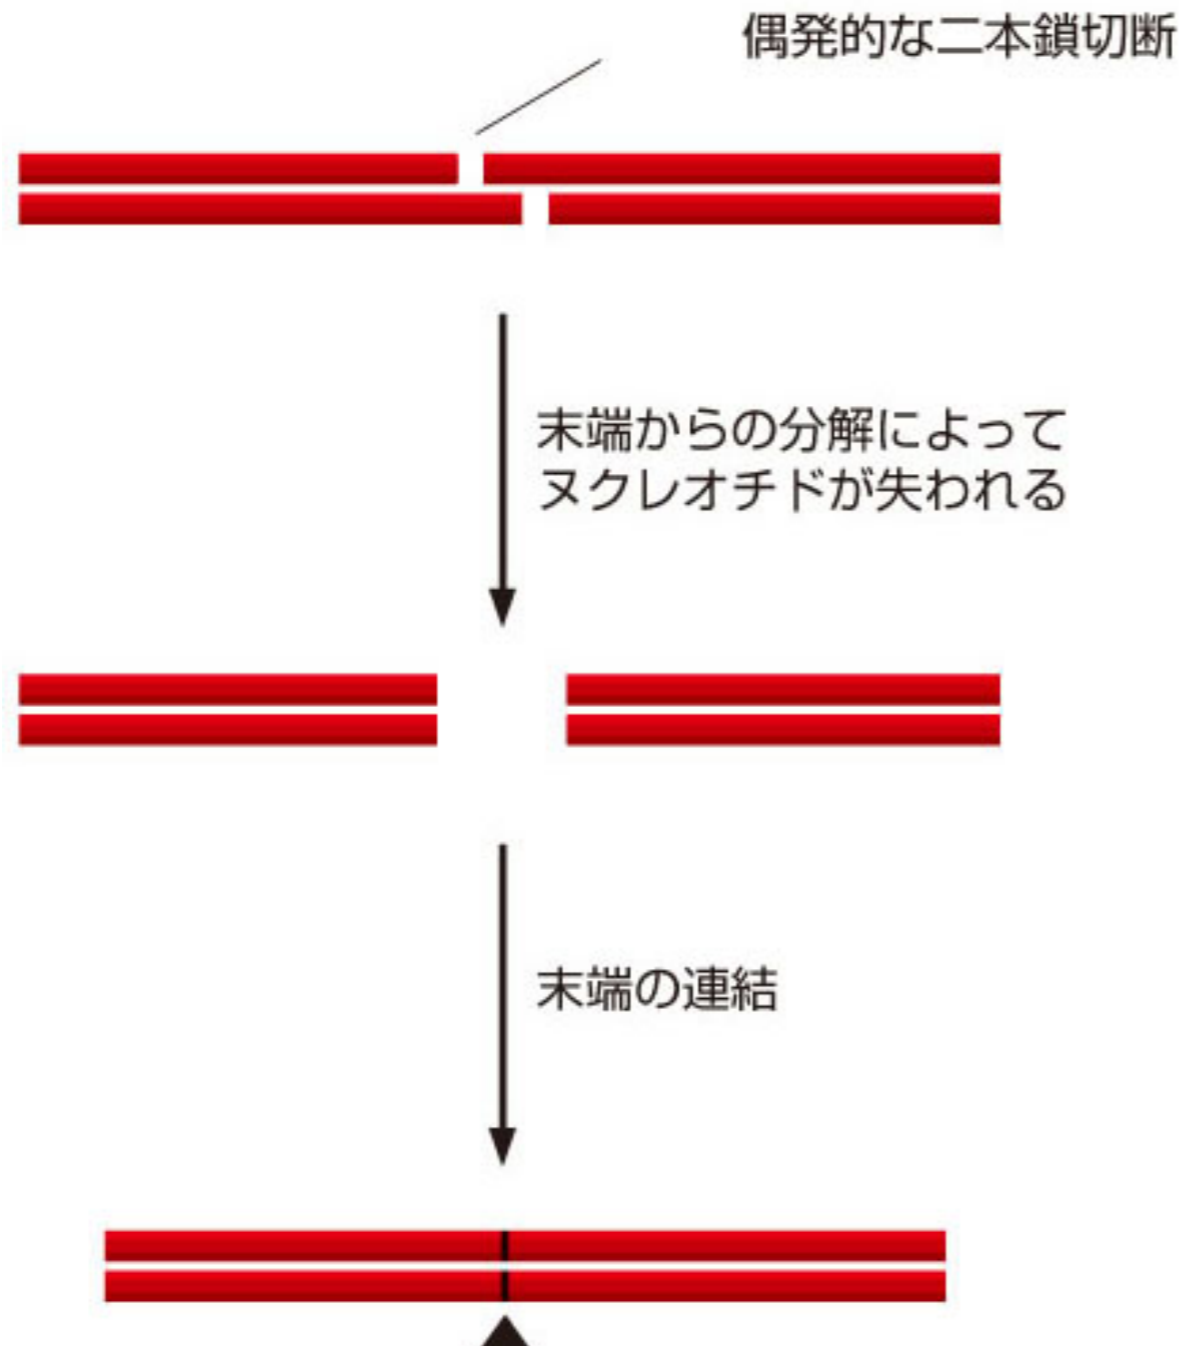 偶発的な二本鎖切断
末端からの分解によって
ヌクレオチドが失われる
末端の連結